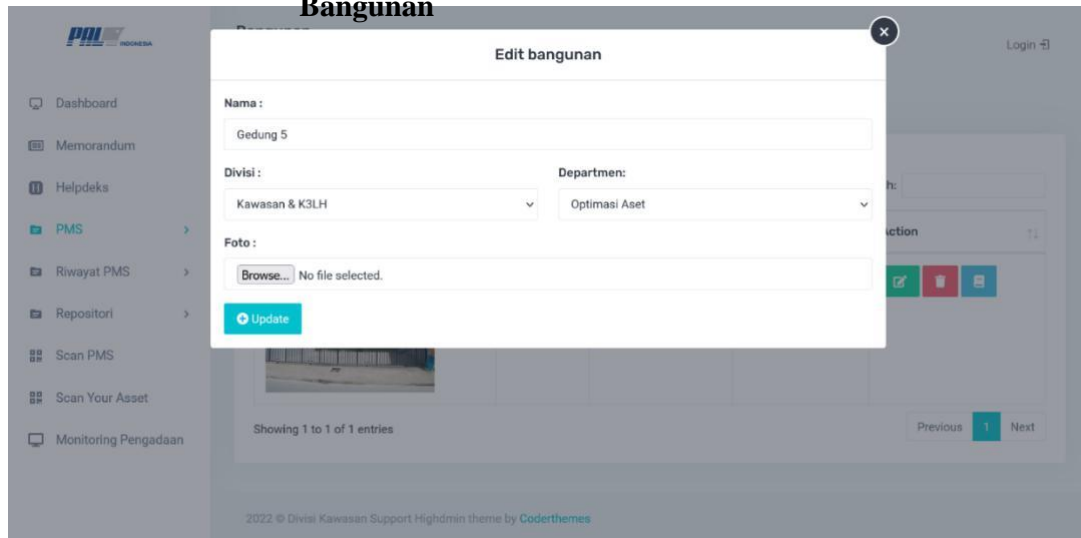 Bangunan
PAL INDONESIA
Login
Edit bangunan
Dashboard
Memorandum
Helpdeks
PMS
Riwayat PMS
Repositori
Scan PMS
Scan Your Asset
Monitoring Pengadaan
Nama :
Gedung 5
Divisi :
Departmen:
Kawasan & K3LH
Optimasi Aset
Foto :
Browse... No file selected.
Update
Showing 1 to 1 of 1 entries
Previous 1 Next
2022 © Divisi Kawasan Support Highdmin theme by Coderthemes